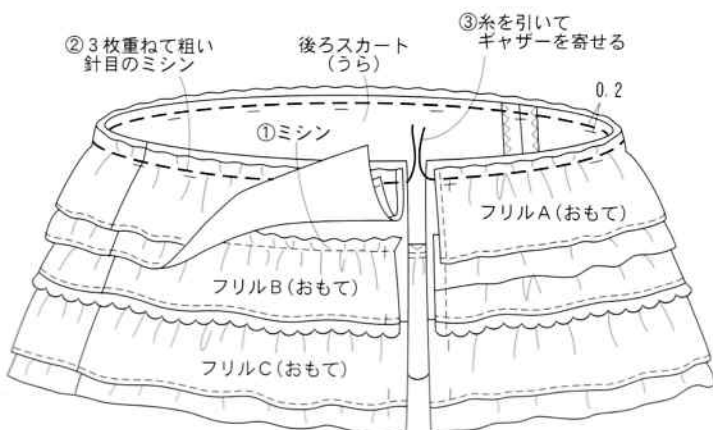 ②3枚重ねて粗い
針目のミシン
後ろスカート
(うら)
③糸を引いて
ギャザーを寄せる
0.2
①ミシン
フリルA(おもて)
フリルB(おもて)
フリルC(おもて)